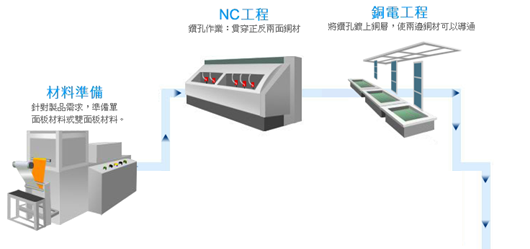 材料準備
針對製品需求，準備單
面板材料或雙面板材料。
NC工程
鑽孔作業：貫穿正反兩面銅材
銅電工程
將鑽孔鍍上銅層，使兩邊銅材可以導通